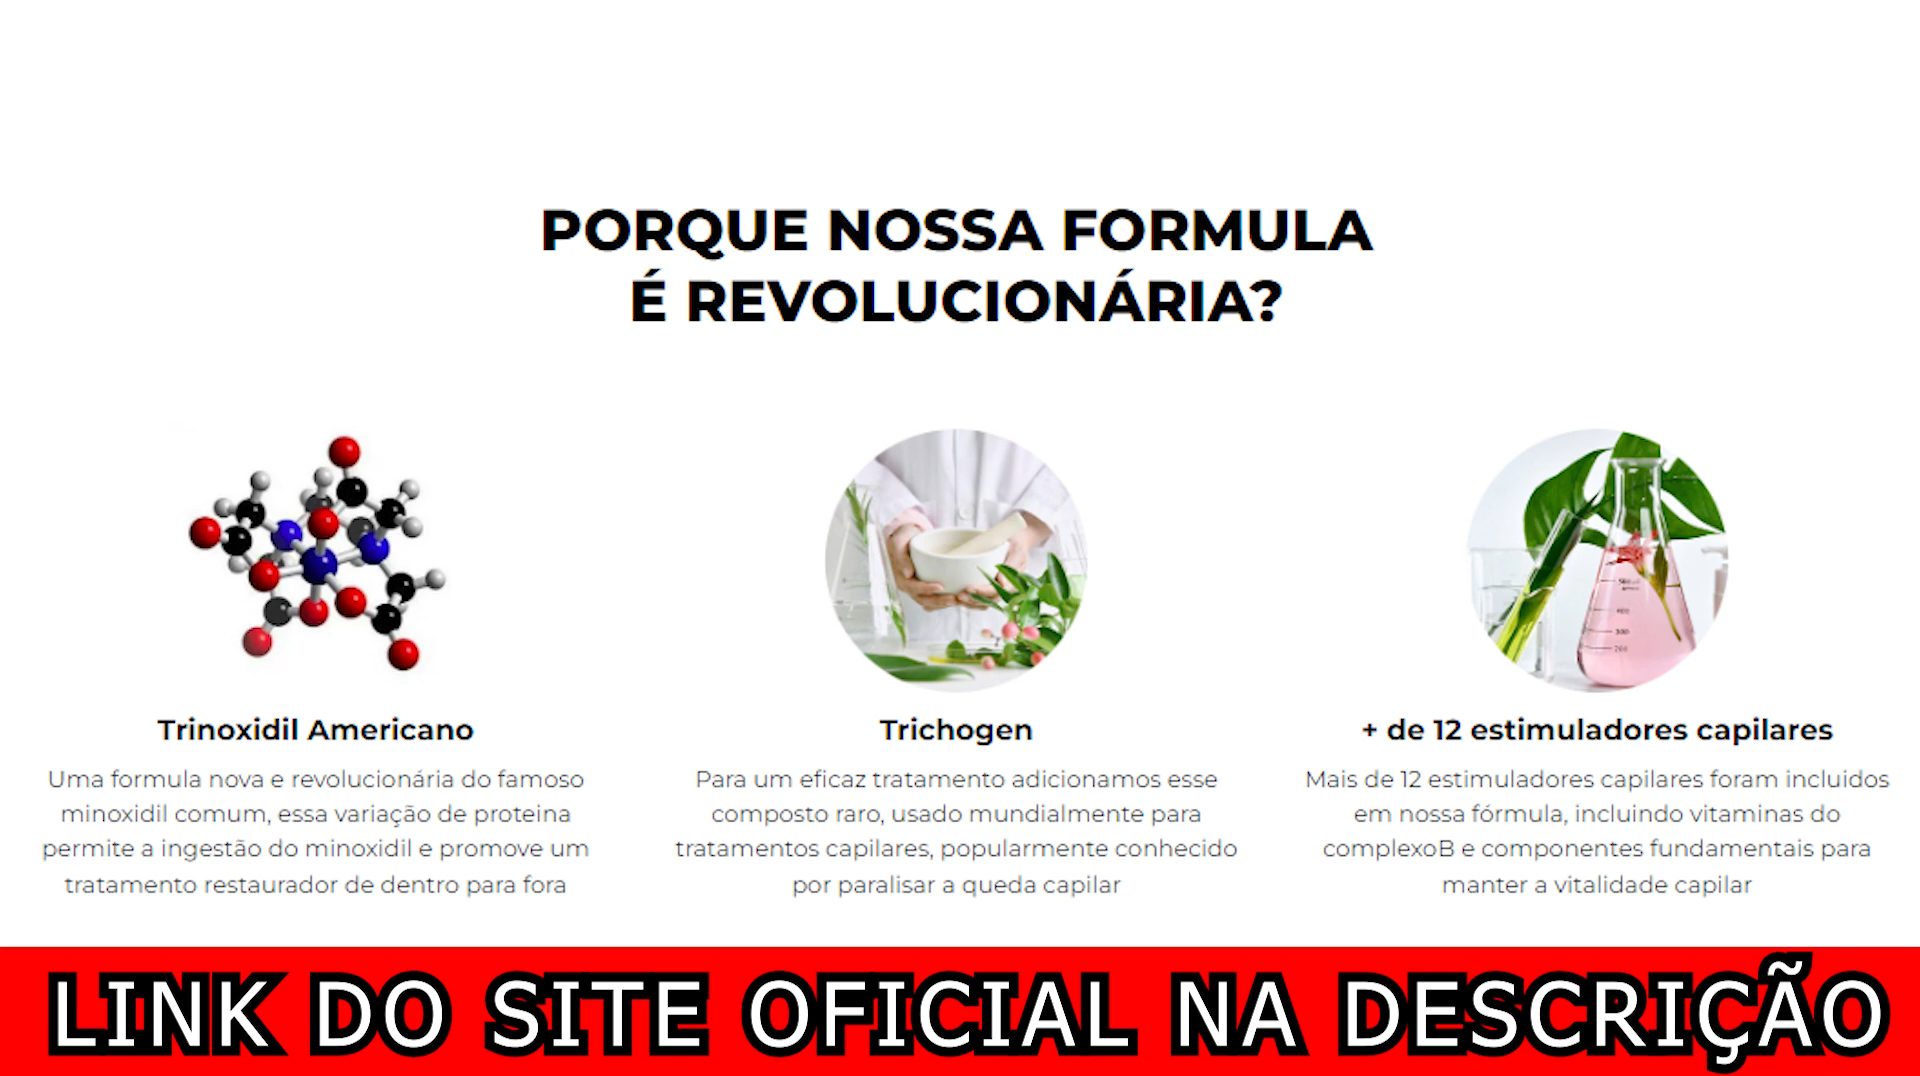 PORQUE NOSSA FORMULA
É REVOLUCIONÁRIA?
Trinoxidil Americano
Uma formula nova e revolucionária do famoso
minoxidil comum, essa variação de proteina
permite a ingestão do minoxidil e promove um
tratamento restaurador de dentro para fora
Trichogen
Para um eficaz tratamento adicionamos esse
composto raro, usado mundialmente para
tratamentos capilares, popularmente conhecido
por paralisar a queda capilar
+ de 12 estimuladores capilares
Mais de 12 estimuladores capilares foram incluidos
em nossa fórmula, incluindo vitaminas do
complexoB e componentes fundamentais para
manter a vitalidade capilar
LINK DO SITE OFICIAL NA DESCRIÇÃO